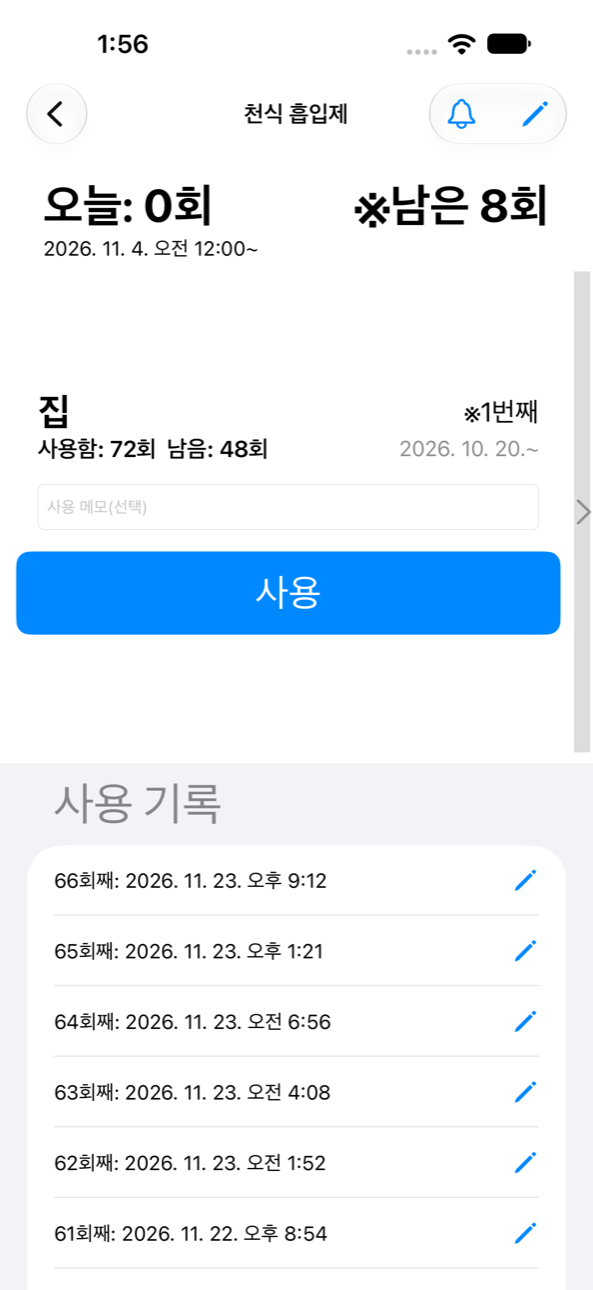 1:56
천식 흡입제
오늘: 0회 ※남은 8회
2026. 11. 4. 오전 12:00~
집 ※1번째
사용함: 72회 남음: 48회 2026. 10. 20.~
사용 메모(선택)
사용
사용 기록
66회째: 2026. 11. 23. 오후 9:12
65회째: 2026. 11. 23. 오후 1:21
64회째: 2026. 11. 23. 오전 6:56
63회째: 2026. 11. 23. 오전 4:08
62회째: 2026. 11. 23. 오전 1:52
61회째: 2026. 11. 22. 오후 8:54